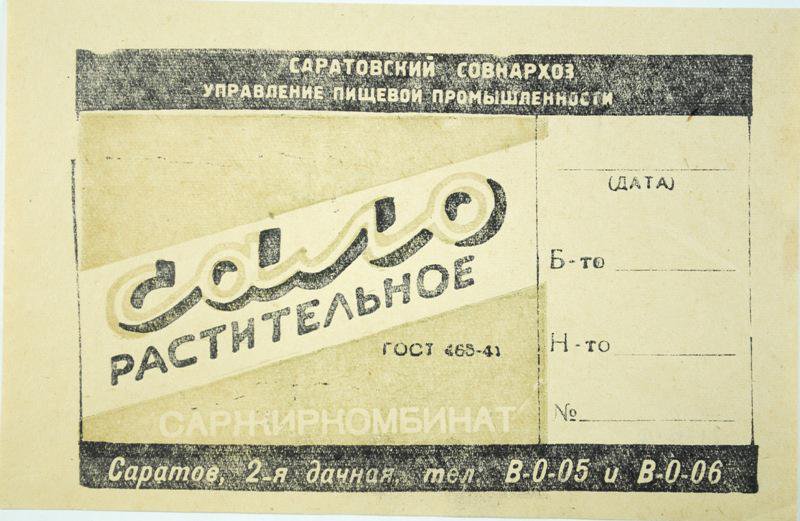 САРАТОВСКИЙ СОВНАРХОЗ
УПРАВЛЕНИЕ ПИЩЕВОЙ ПРОМЫШЛЕННОСТИ
Сало
РАСТИТЕЛЬНОЕ
ГОСТ 465-41
САРЖИРКОМБИНАТ
(ДАТА)
Б-то
Н-то
№
Саратов, 2-я дачная, тел. В-0-05 и В-0-06